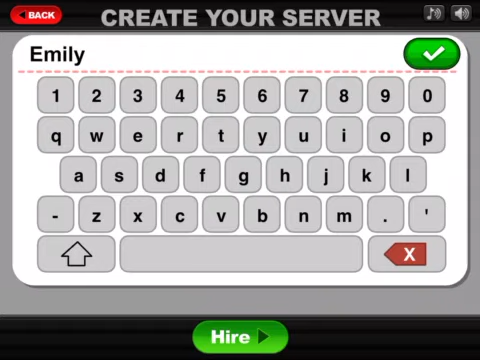 BACK
CREATE YOUR SERVER
Emily
1 2 3 4 5 6 7 8 9 0
q w e r t y u i o p
a s d f g h j k l
- z x c v b n m . '
X
Hire